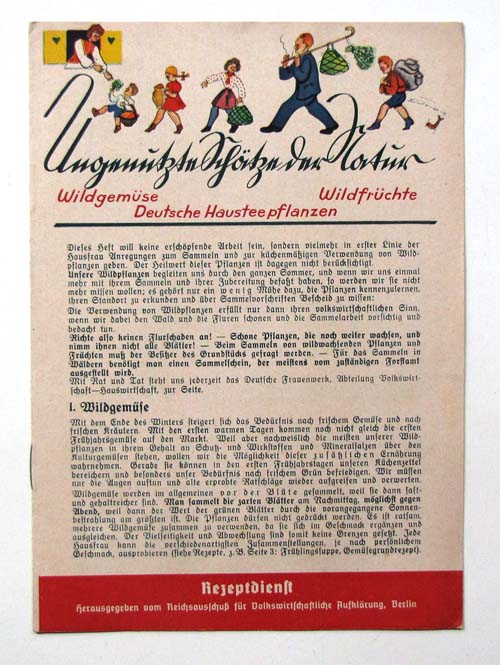 Ungenutzte Schätze der Natur
Wildgemüse Wildfrüchte
Deutsche Hausteepflanzen
Dieses Heft will keine erschöpfende Arbeit sein, sondern vielmehr in erster Linie der
Hausfrau Anregungen zum Sammeln und zur küchenmäßigen Verwendung von Wild-
pflanzen geben. Der Heilwert dieser Pflanzen ist dagegen nicht berücksichtigt.
Unsere Wildpflanzen begleiten uns durch den ganzen Sommer, und wenn wir uns einmal
mehr mit ihrem Sammeln und ihrer Zubereitung befaßt haben, so werden wir sie nicht
mehr missen wollen; es gehört nur ein wenig Mühe dazu, die Pflanzen kennenzulernen,
ihren Standort zu erkunden und über Sammelvorschriften Bescheid zu wissen:
Die Verwendung von Wildpflanzen erfüllt nur dann ihren volkswirtschaftlichen Sinn,
wenn wir dabei den Wald und die Fluren schonen und die Sammelarbeit vorsichtig und
bedacht tun.
Richte also keinen Flurschaden an! — Schone Pflanzen, die noch weiter wachsen, und
nimm ihnen nicht alle Blätter! — Beim Sammeln von wildwachsenden Pflanzen und
Früchten muß der Besitzer des Grundstücks gefragt werden. — Für das Sammeln in
Wäldern benötigt man einen Sammelschein, der meistens vom zuständigen Forstamt
ausgestellt wird.
Mit Rat und Tat steht uns jederzeit das Deutsche Frauenwerk, Abteilung Volkswirt-
schaft—Hauswirtschaft, zur Seite.
1. Wildgemüse
Mit dem Ende des Winters steigert sich das Bedürfnis nach frischem Gemüse und nach
frischen Kräutern. Mit den ersten warmen Tagen kommen noch nicht gleich die ersten
Frühjahrsgemüse auf den Markt. Weil aber nachweislich die meisten unserer Wild-
pflanzen in ihrem Gehalt an Schutz- und Wirkstoffen und Mineralsalzen über den
Kulturgemüsen stehen, wollen wir die Möglichkeit dieser zusätzlichen Ernährung
wahrnehmen. Gerade sie können in den ersten Frühjahrstagen unseren Küchenzettel
bereichern und besonders unser Bedürfnis nach frischem Grün befriedigen. Wir müssen
nur die Augen auftun und alte erprobte Ratschläge wieder aufgreifen und verwerten.
Wildgemüse werden im allgemeinen vor der Blüte gesammelt, weil sie dann saft-
und gehaltreicher sind. Man sammelt die zarten Blätter am Nachmittag, möglichst gegen
Abend, weil dann der Wert der grünen Blätter durch die vorangegangene Sonnen-
bestrahlung am größten ist. Die Pflanzen dürfen nicht gedrückt werden. Es ist ratsam,
mehrere Wildgemüse zusammen zu verwenden, da sie sich im Geschmack ergänzen und
ausgleichen. Der Vielseitigkeit und Abwechslung sind somit keine Grenzen gesetzt. Jede
Hausfrau kann die verschiedenartigsten Zusammenstellungen, je nach persönlichem
Geschmack, ausprobieren (siehe Rezepte, z. B. Seite 3: Frühlingssuppe, Gemüsegrundrezept).
Rezeptdienst
Herausgegeben vom Reichsausschuß für Volkswirtschaftliche Aufklärung, Berlin